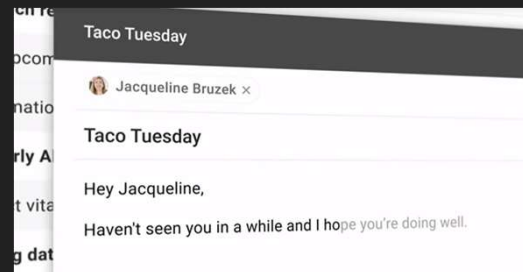 Taco Tuesday
Jacqueline Bruzek ×
Taco Tuesday
Hey Jacqueline,
Haven't seen you in a while and I hope you're doing well.